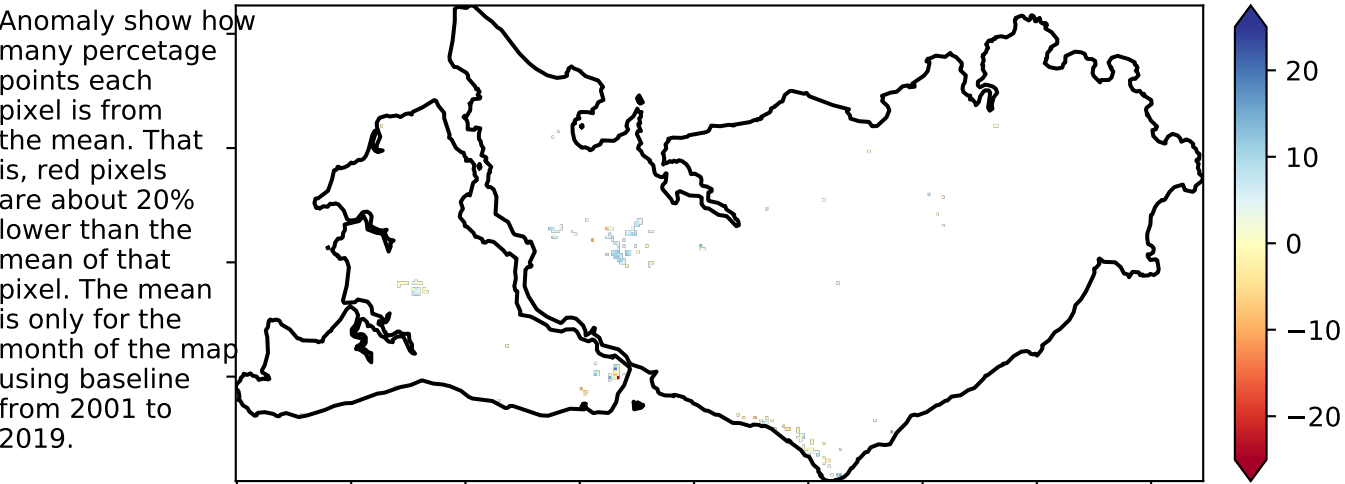 Anomaly show how
many percetage
points each
pixel is from
the mean. That
is, red pixels
are about 20%
lower than the
mean of that
pixel. The mean
is only for the
month of the map
using baseline
from 2001 to
2019.
20
10
0
−10
−20